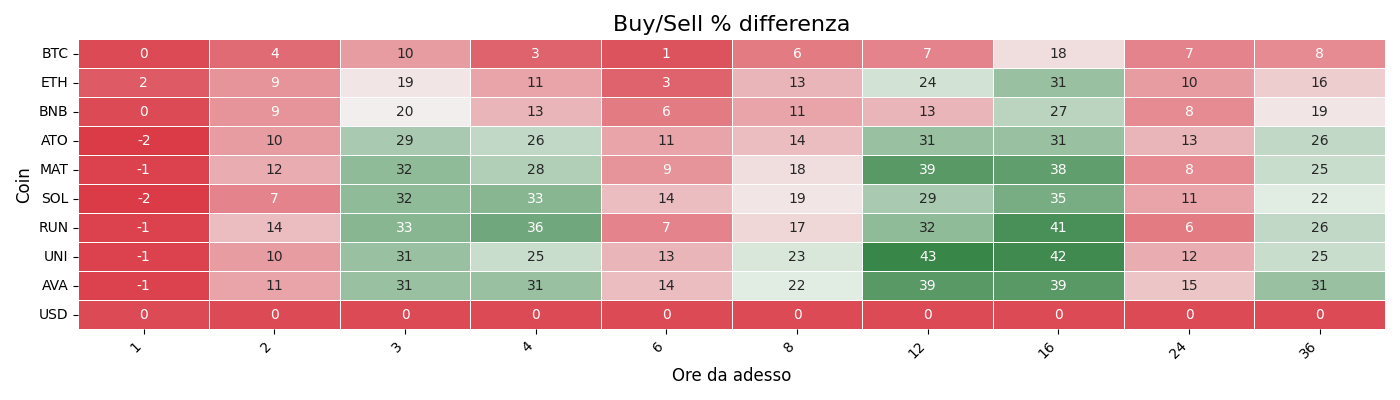 Buy/Sell % differenza
Coin
BTC 0 4 10 3 1 6 7 18 7 8
ETH 2 9 19 11 3 13 24 31 10 16
BNB 0 9 20 13 6 11 13 27 8 19
ATO -2 10 29 26 11 14 31 31 13 26
MAT -1 12 32 28 9 18 39 38 8 25
SOL -2 7 32 33 14 19 29 35 11 22
RUN -1 14 33 36 7 17 32 41 6 26
UNI -1 10 31 25 13 23 43 42 12 25
AVA -1 11 31 31 14 22 39 39 15 31
USD 0 0 0 0 0 0 0 0 0 0
1 2 3 4 6 8 12 16 24 36
Ore da adesso